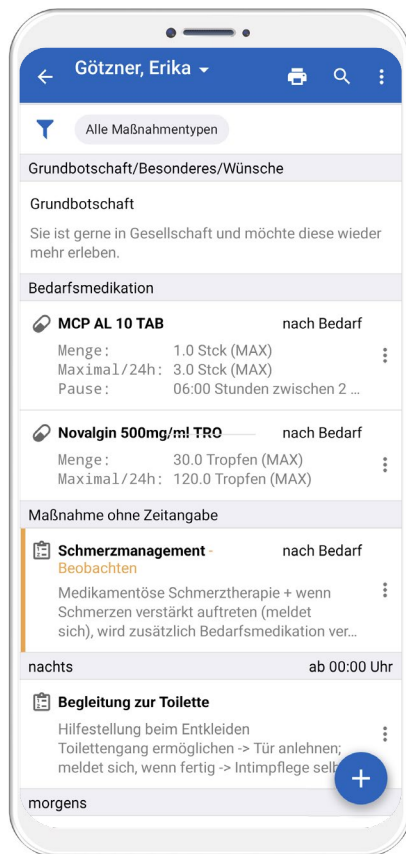 Götzner, Erika
Alle Maßnahmentypen
Grundbotschaft/Besonderes/Wünsche
Grundbotschaft
Sie ist gerne in Gesellschaft und möchte diese wieder
mehr erleben.
Bedarfsmedikation
MCP AL 10 TAB nach Bedarf
Menge: 1.0 Stck (MAX)
Maximal/24h: 3.0 Stck (MAX)
Pause: 06:00 Stunden zwischen 2 ...
Novalgin 500mg/ml TRO nach Bedarf
Menge: 30.0 Tropfen (MAX)
Maximal/24h: 120.0 Tropfen (MAX)
Maßnahme ohne Zeitangabe
Schmerzmanagement - nach Bedarf
Beobachten
Medikamentöse Schmerztherapie + wenn
Schmerzen verstärkt auftreten (meldet
sich), wird zusätzlich Bedarfsmedikation ver...
nachts ab 00:00 Uhr
Begleitung zur Toilette
Hilfestellung beim Entkleiden
Toilettengang ermöglichen -> Tür anlehnen;
meldet sich, wenn fertig -> Intimpflege
morgens